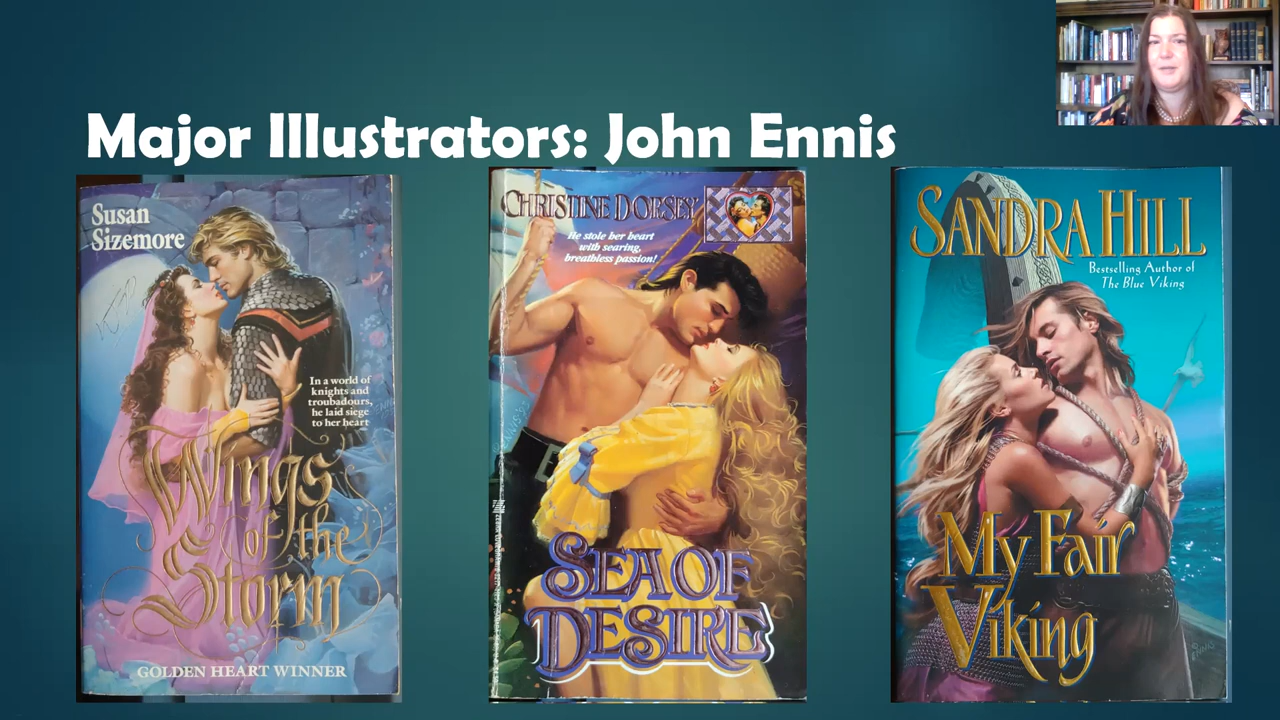 Major Illustrators: John Ennis
Susan
Sizemore
In a world of
knights and
troubadours,
he laid siege
to her heart
Wings
of the
Storm
GOLDEN HEART WINNER
CHRISTINE DORSEY
He stole her heart
with searing,
breathless passion!
SEA OF
DESIRE
SANDRA HILL
Bestselling Author of
The Blue Viking
My Fair
Viking
ENNIS